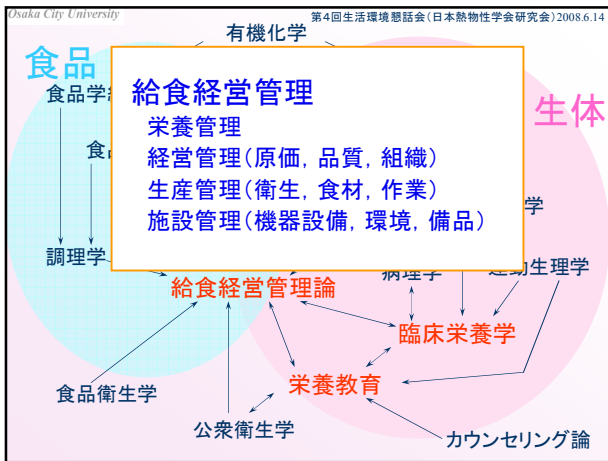 Osaka City University
第4回生活環境懇話会(日本熱物性学会研究会)2008.6.14
有機化学
食品
生体
食品学
給食経営管理
栄養管理
経営管理(原価, 品質, 組織)
生産管理(衛生, 食材, 作業)
施設管理(機器設備, 環境, 備品)
学
調理学
病理学
運動生理学
給食経営管理論
臨床栄養学
栄養教育
食品衛生学
公衆衛生学
カウンセリング論